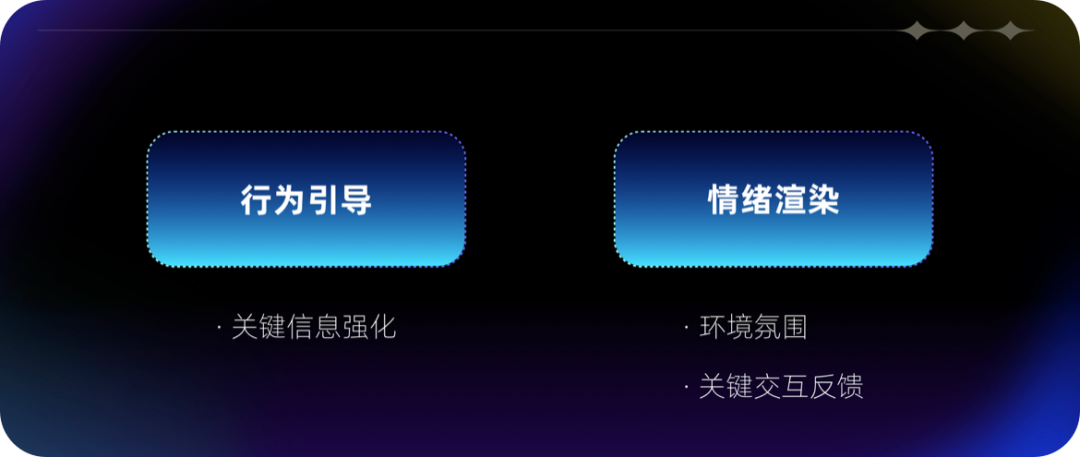 行为引导
· 关键信息强化
情绪渲染
· 环境氛围
· 关键交互反馈